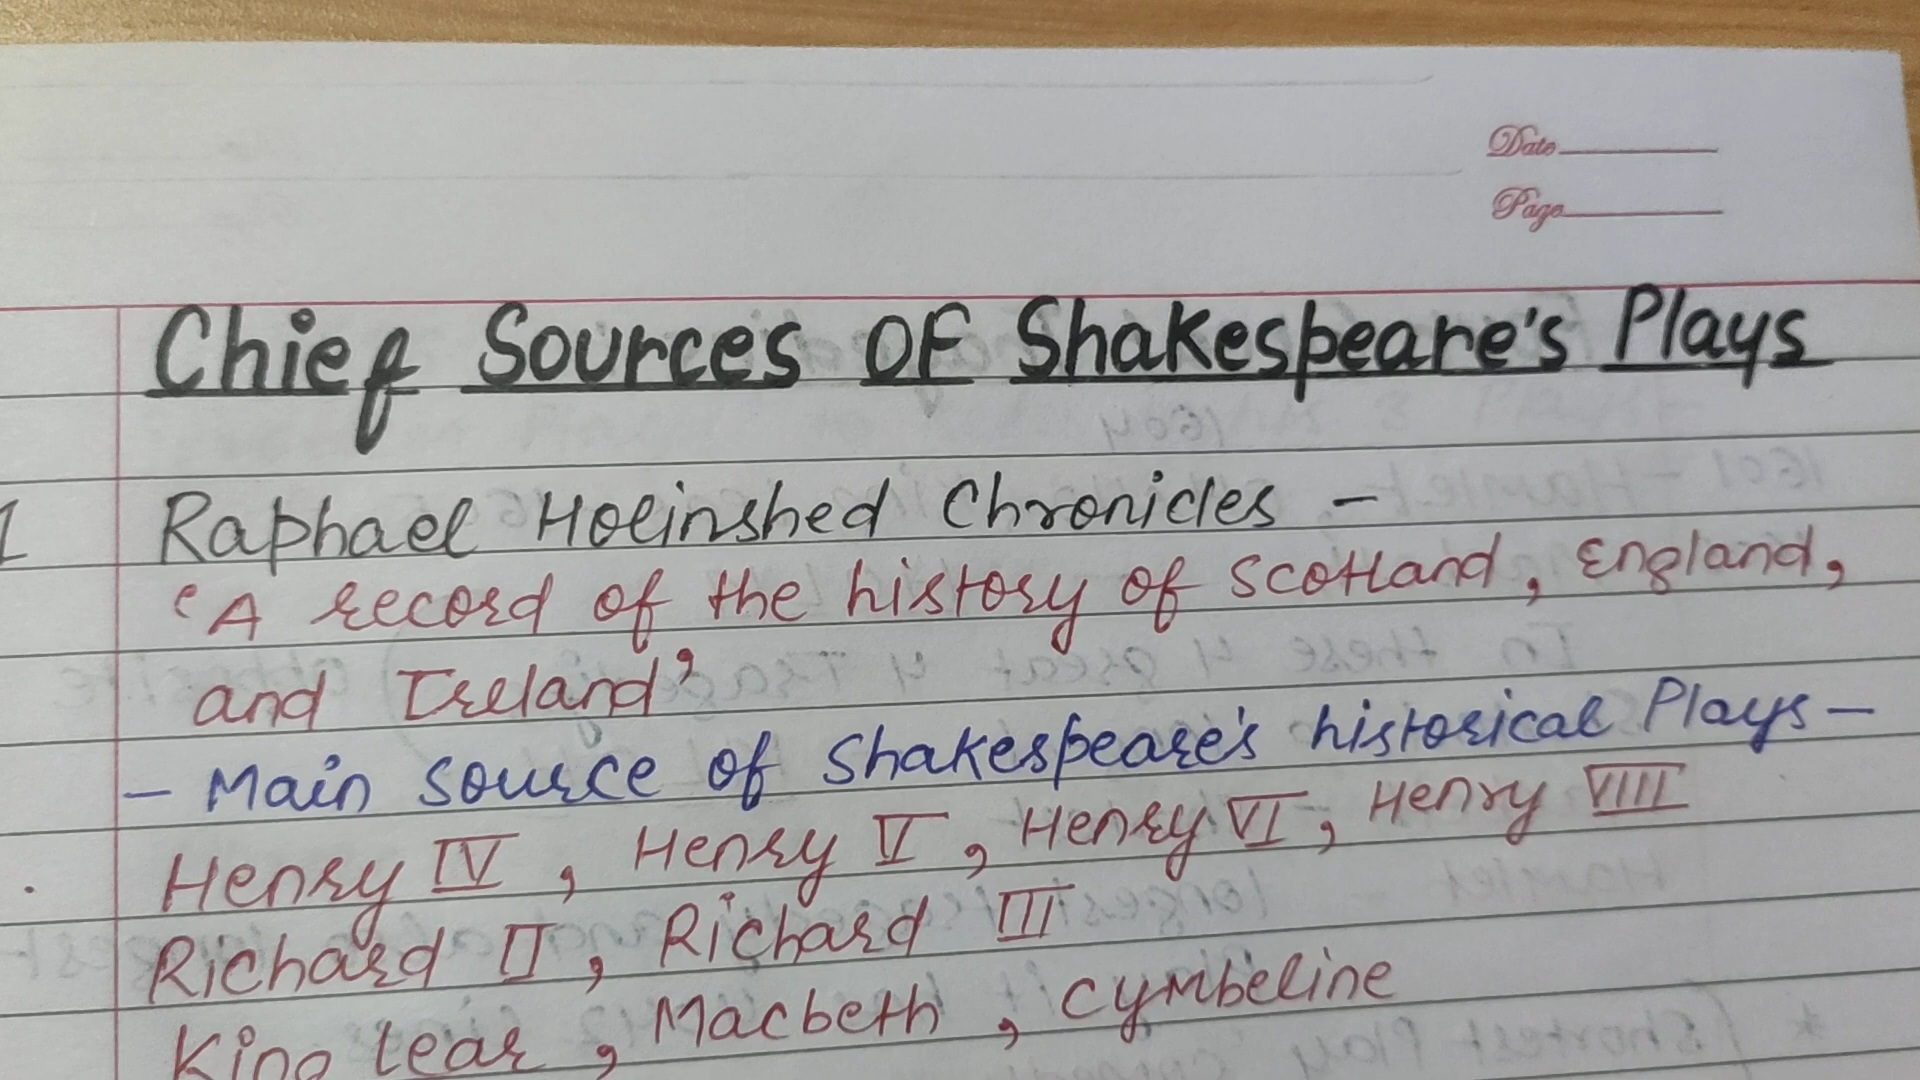 Date
Page
Chief Sources OF Shakespeare's Plays
1 Raphael Holinshed Chronicles -
'A record of the history of Scotland, England,
and Ireland'
- Main source of Shakespeare's historical Plays -
Henry IV, Henry V, Henry VI, Henry VIII
Richard II, Richard III
King lear, Macbeth, Cymbeline